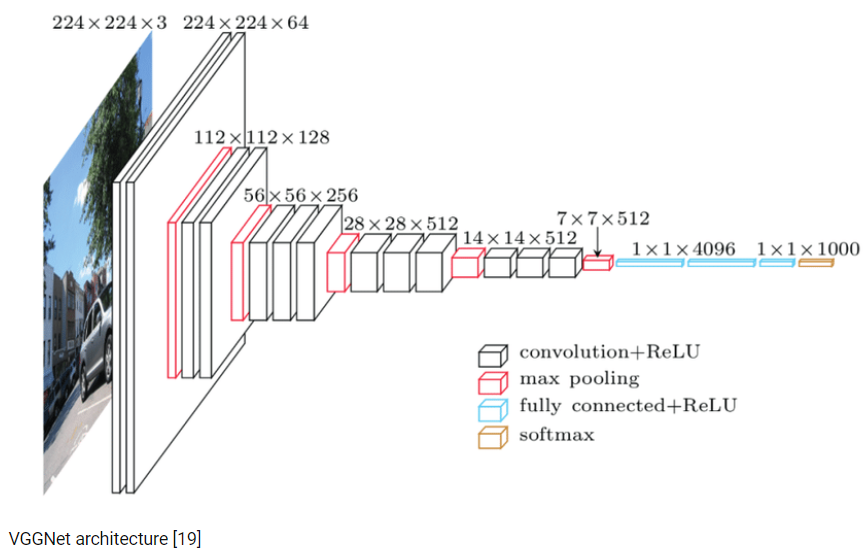 224×224×3 224×224×64
112×112×128
56×56×256
28×28×512
14×14×512
7×7×512
1×1×4096 1×1×1000
convolution+ReLU
max pooling
fully connected+ReLU
softmax
VGGNet architecture [19]